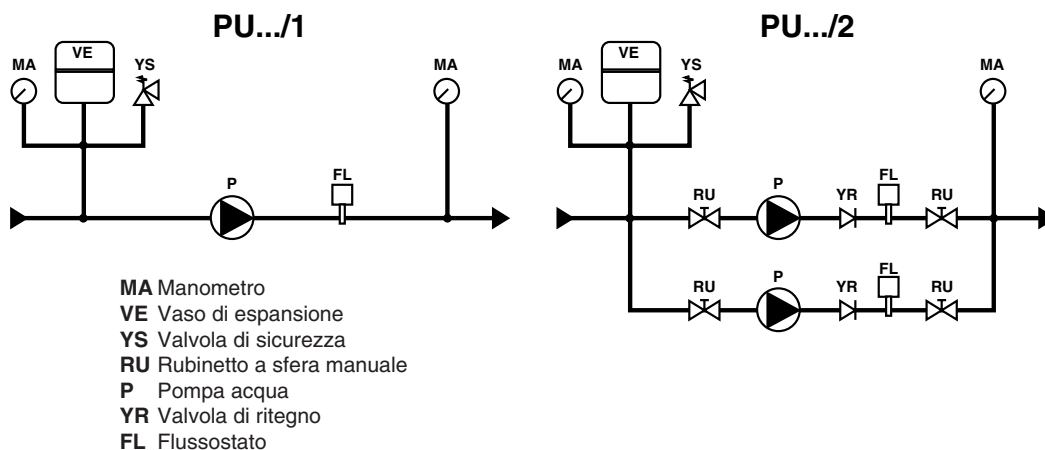 PU.../1
PU.../2
MA
VE
YS
MA
MA
VE
YS
MA
P
FL
RU
P
YR
FL
RU
RU
P
YR
FL
RU
MA Manometro
VE Vaso di espansione
YS Valvola di sicurezza
RU Rubinetto a sfera manuale
P Pompa acqua
YR Valvola di ritegno
FL Flussostato